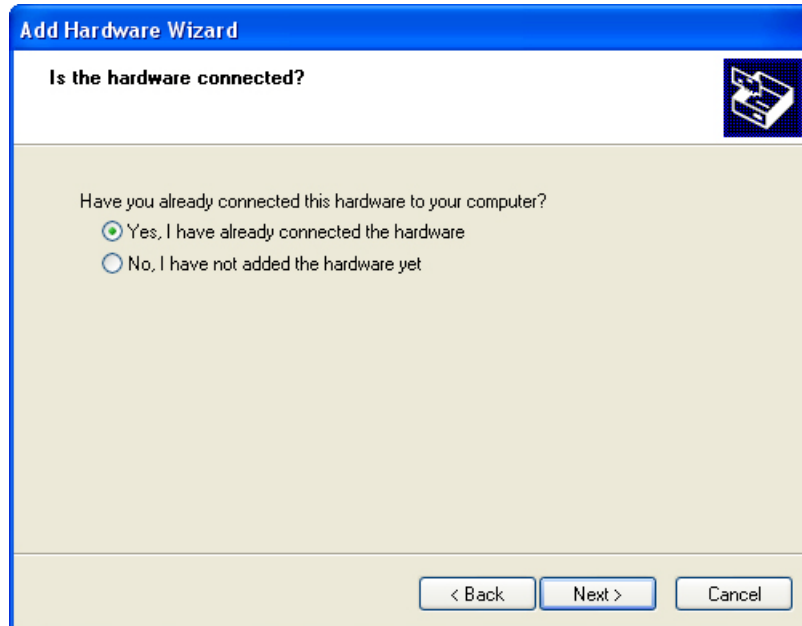 Add Hardware Wizard
Is the hardware connected?
Have you already connected this hardware to your computer?
Yes, I have already connected the hardware
No, I have not added the hardware yet
< Back Next > Cancel